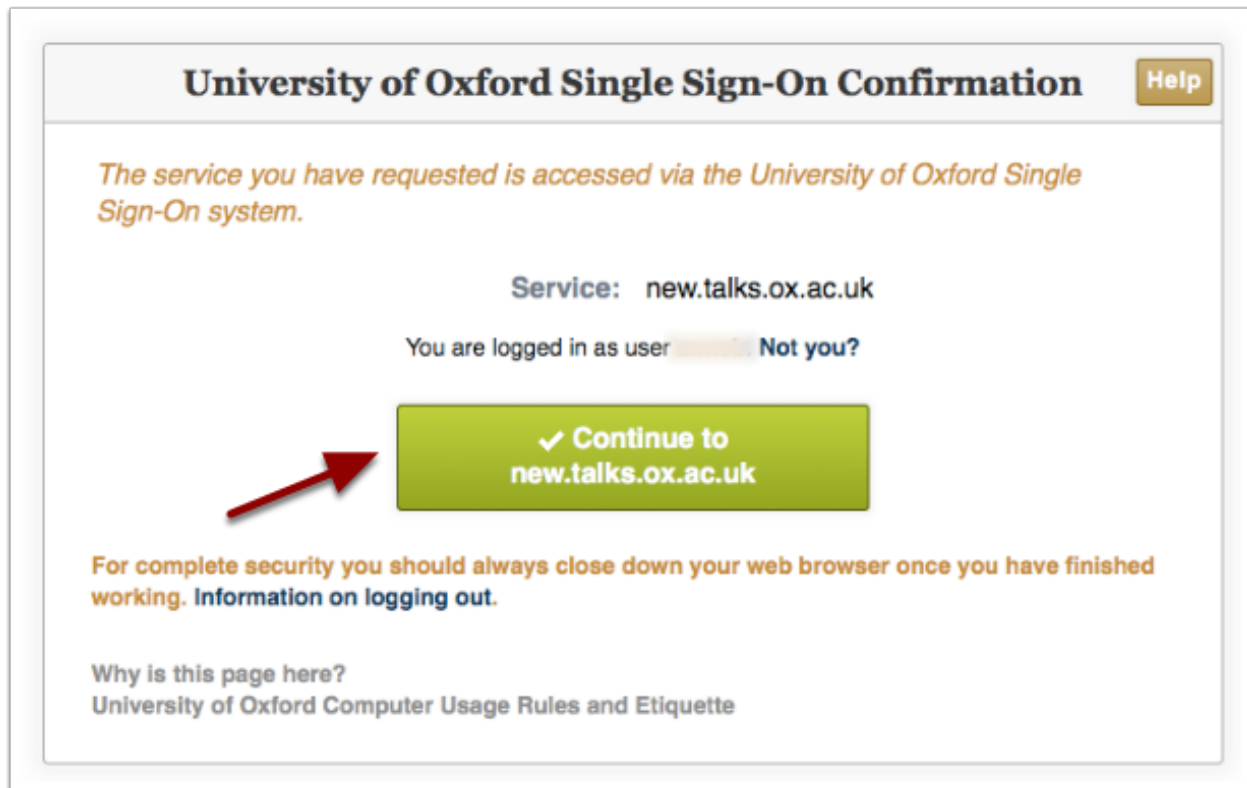 University of Oxford Single Sign-On Confirmation
Help
The service you have requested is accessed via the University of Oxford Single
Sign-On system.
Service: new.talks.ox.ac.uk
You are logged in as user Not you?
✓ Continue to
new.talks.ox.ac.uk
For complete security you should always close down your web browser once you have finished
working. Information on logging out.
Why is this page here?
University of Oxford Computer Usage Rules and Etiquette